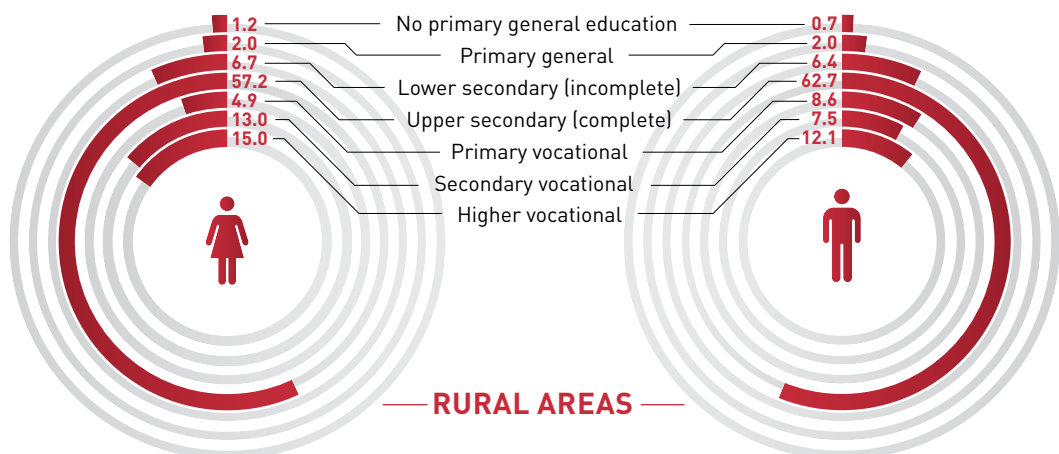 1.2 No primary general education 0.7
2.0 Primary general 2.0
6.7 Lower secondary (incomplete) 6.4
57.2 Upper secondary (complete) 62.7
4.9 Primary vocational 8.6
13.0 Secondary vocational 7.5
15.0 Higher vocational 12.1
RURAL AREAS